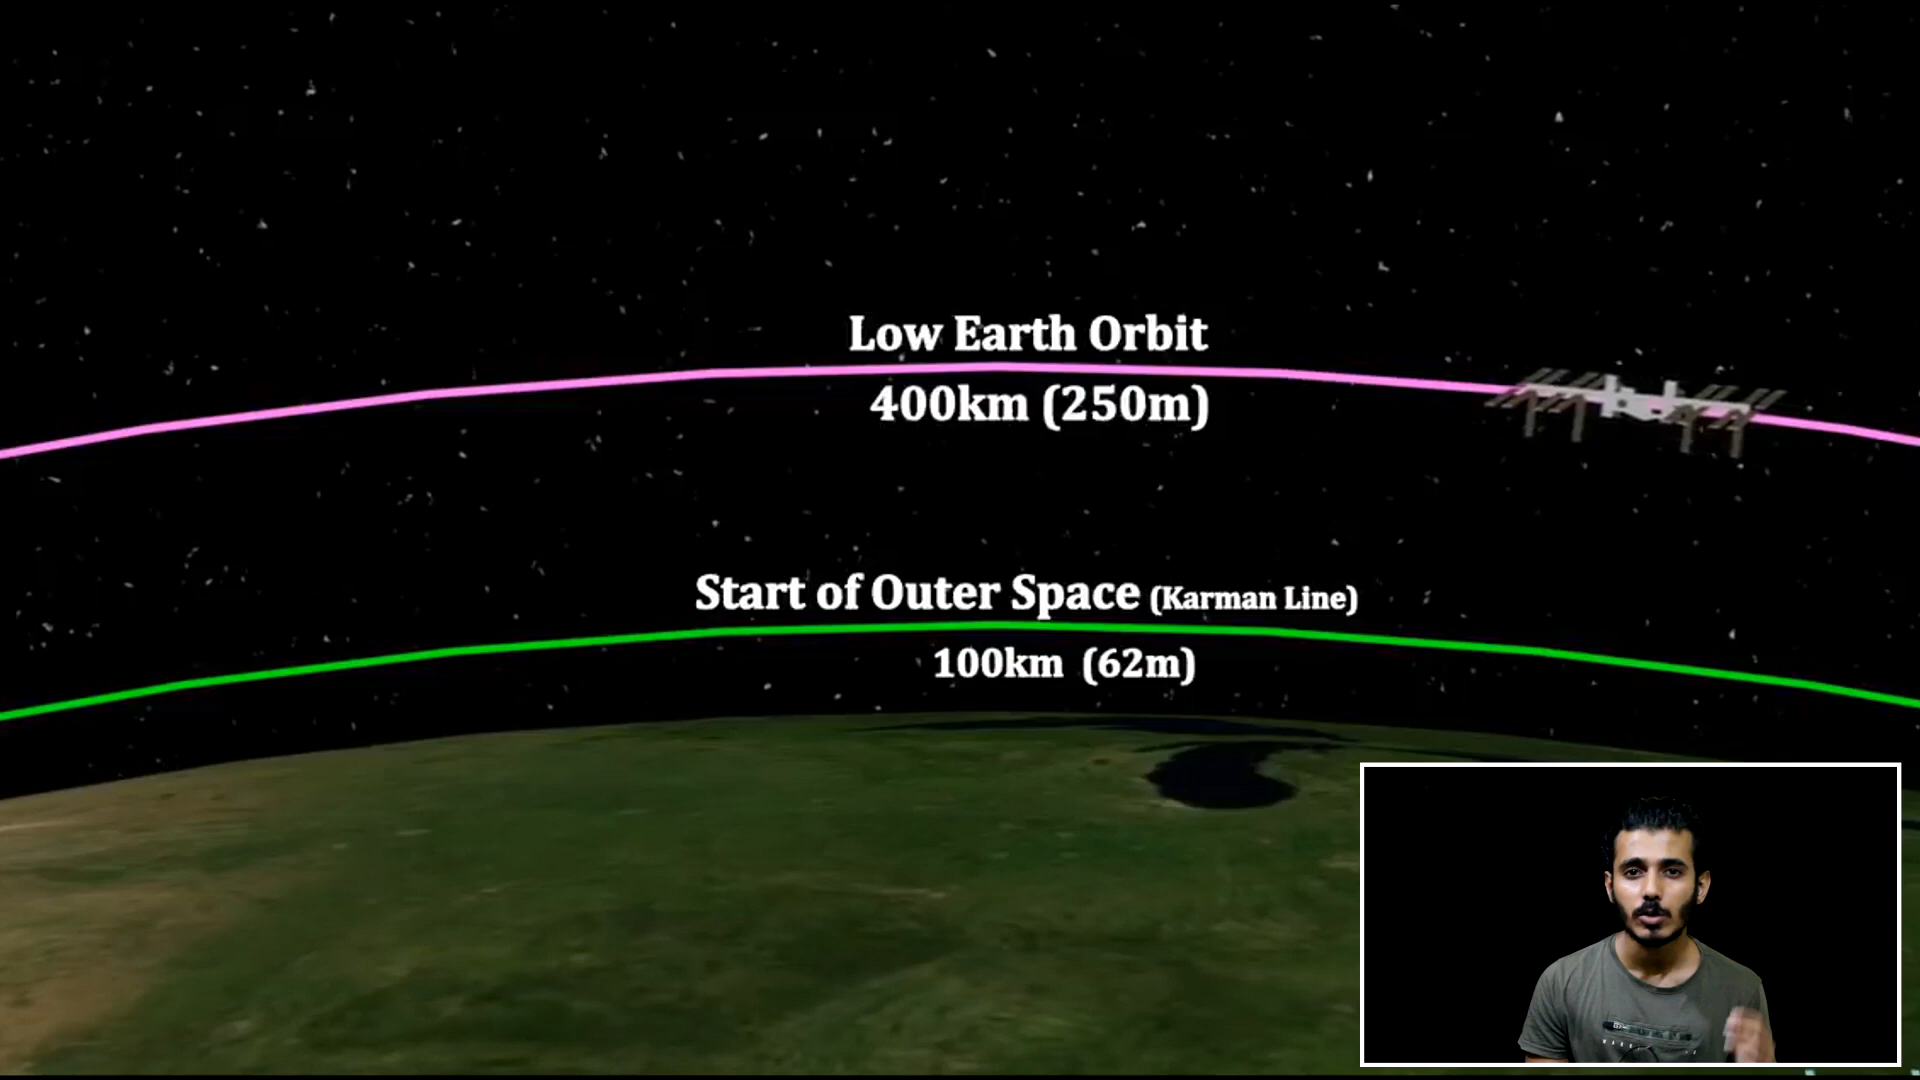 Low Earth Orbit
400km (250m)
Start of Outer Space (Karman Line)
100km (62m)